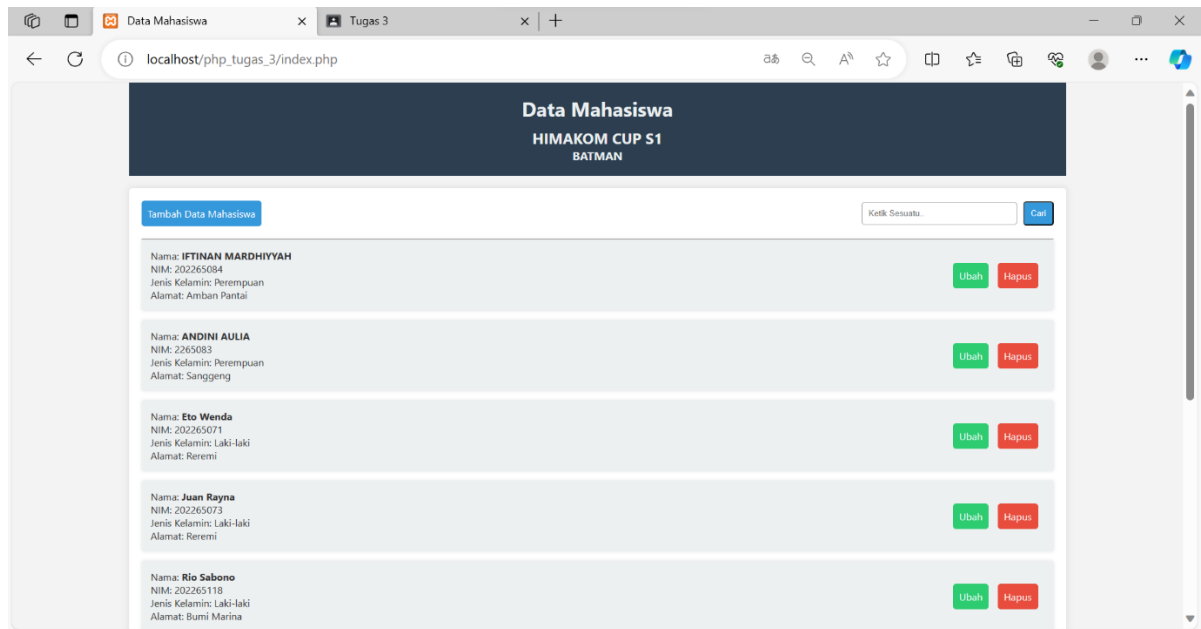 Data Mahasiswa
Tugas 3
localhost/php_tugas_3/index.php
Data Mahasiswa
HIMAKOM CUP S1
BATMAN
Tambah Data Mahasiswa
Ketik Sesuatu..
Cari
Nama: IFTINAN MARDHIYYAH
NIM: 202265084
Jenis Kelamin: Perempuan
Alamat: Amban Pantai
Ubah
Hapus
Nama: ANDINI AULIA
NIM: 2265083
Jenis Kelamin: Perempuan
Alamat: Sanggeng
Ubah
Hapus
Nama: Eto Wenda
NIM: 202265071
Jenis Kelamin: Laki-laki
Alamat: Reremi
Ubah
Hapus
Nama: Juan Rayna
NIM: 202265073
Jenis Kelamin: Laki-laki
Alamat: Reremi
Ubah
Hapus
Nama: Rio Sabono
NIM: 202265118
Jenis Kelamin: Laki-laki
Alamat: Bumi Marina
Ubah
Hapus